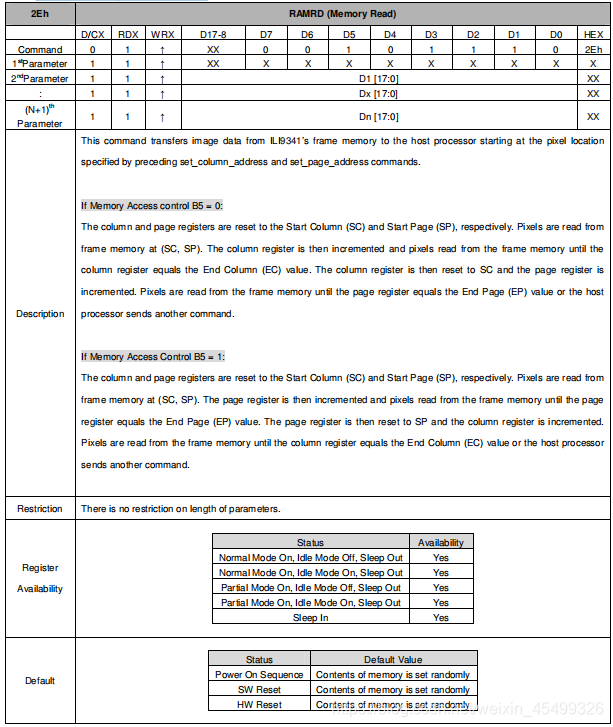 2Eh RAMRD (Memory Read)
D/CX RDX WRX D17-8 D7 D6 D5 D4 D3 D2 D1 D0 HEX
Command 0 1 ↑ XX 0 0 1 0 1 1 1 0 2Eh
1stParameter 1 1 ↑ XX X X X X X X X X X
2ndParameter 1 1 ↑ D1 [17:0] XX
: 1 1 ↑ Dx [17:0] XX
(N+1)th Parameter 1 1 ↑ Dn [17:0] XX
Description
This command transfers image data from ILI9341's frame memory to the host processor starting at the pixel location
specified by preceding set_column_address and set_page_address commands.
If Memory Access control B5 = 0:
The column and page registers are reset to the Start Column (SC) and Start Page (SP), respectively. Pixels are read from
frame memory at (SC, SP). The column register is then incremented and pixels read from the frame memory until the
column register equals the End Column (EC) value. The column register is then reset to SC and the page register is
incremented. Pixels are read from the frame memory until the page register equals the End Page (EP) value or the host
processor sends another command.
If Memory Access Control B5 = 1:
The column and page registers are reset to the Start Column (SC) and Start Page (SP), respectively. Pixels are read from
frame memory at (SC, SP). The page register is then incremented and pixels read from the frame memory until the page
register equals the End Page (EP) value. The page register is then reset to SP and the column register is incremented.
Pixels are read from the frame memory until the column register equals the End Column (EC) value or the host processor
sends another command.
Restriction There is no restriction on length of parameters.
Register
Availability
Status Availability
Normal Mode On, Idle Mode Off, Sleep Out Yes
Normal Mode On, Idle Mode On, Sleep Out Yes
Partial Mode On, Idle Mode Off, Sleep Out Yes
Partial Mode On, Idle Mode On, Sleep Out Yes
Sleep In Yes
Default
Status Default Value
Power On Sequence Contents of memory is set randomly
SW Reset Contents of memory is set randomly
HW Reset Contents of memory is set randomly
https://blog.csdn.net/weixin_45499326